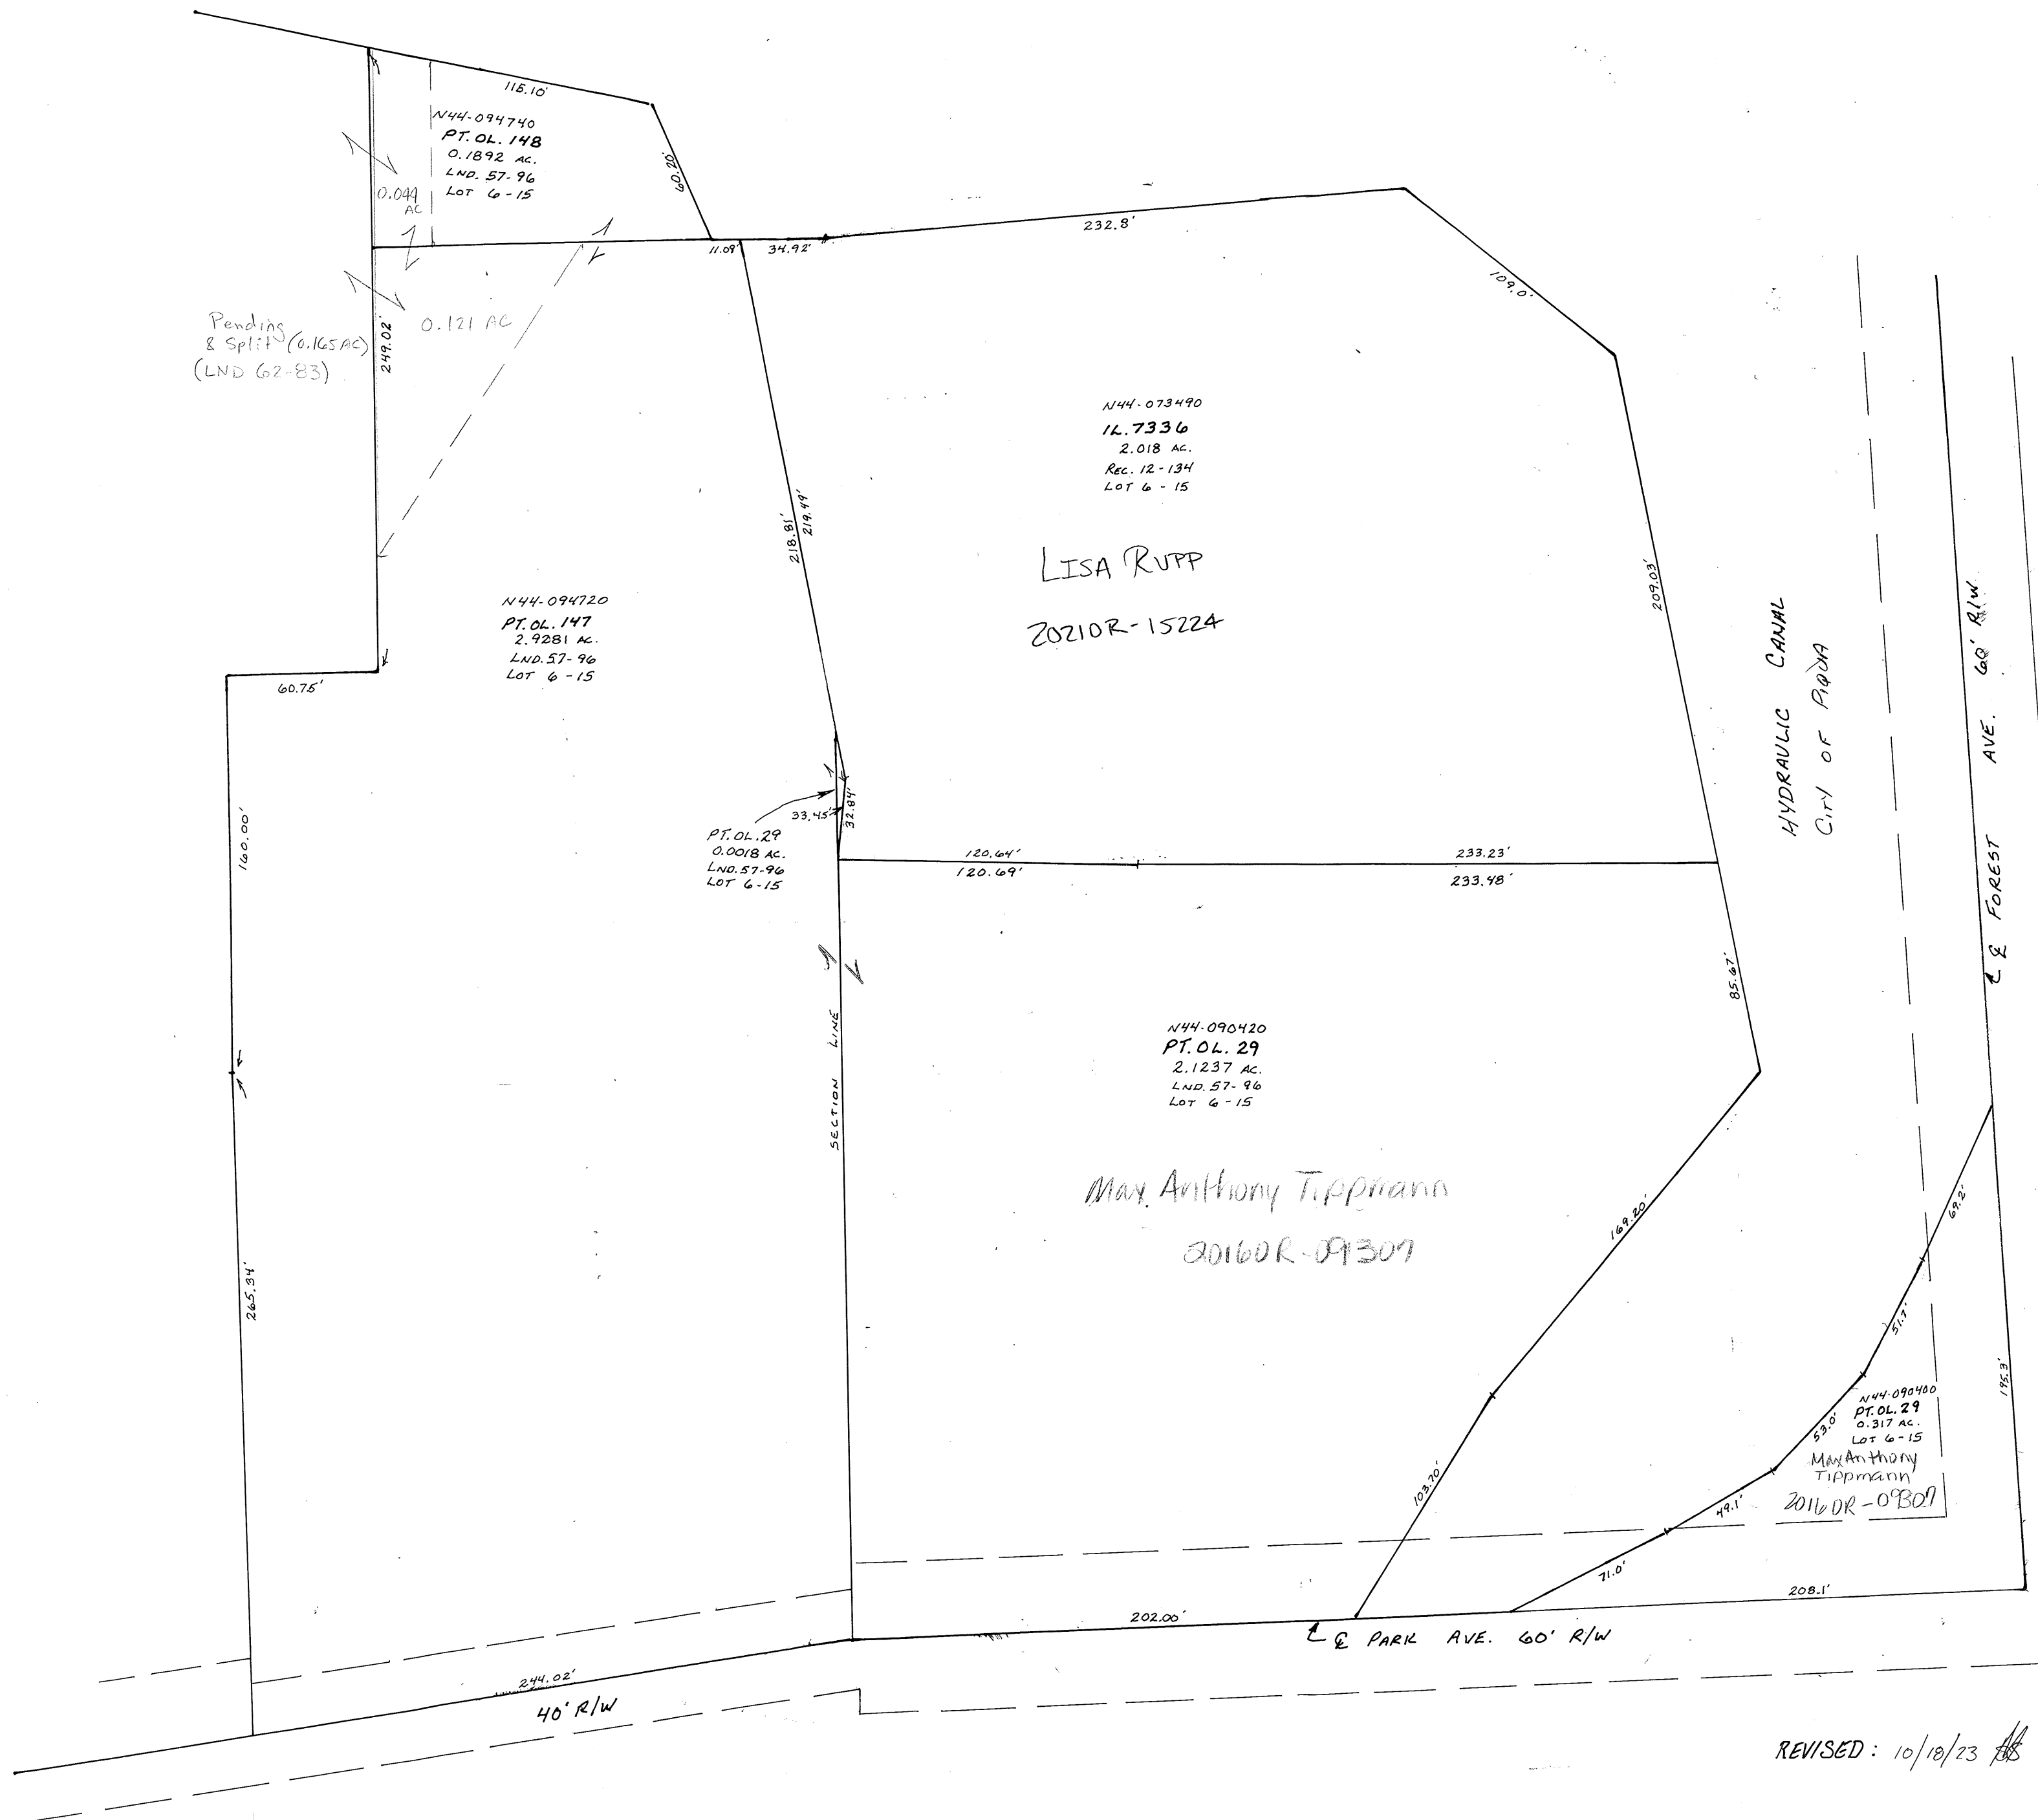 115.10'
N44-094740
PT. OL. 148
0.1892 AC.
LND. 57-96
LOT 6-15
0.044
AC
60.20'
11.09'
34.92'
232.8'
109.0'
Pending
& Split (0.165 AC)
(LND 62-83)
249.02'
0.121 AC
218.81'
219.49'
N44-073490
IL. 7336
2.018 AC.
REC. 12-134
LOT 6-15
LISA RUPP
2021OR-15224
209.03'
HYDRAULIC CANAL
CITY OF PIQUA
℄ FOREST AVE. 60' R/W
N44-094720
PT. OL. 147
2.9281 AC.
LND. 57-96
LOT 6-15
60.75'
160.00'
33.45'
32.84'
PT. OL. 29
0.0018 AC.
LND. 57-96
LOT 6-15
120.64'
233.23'
120.69'
233.48'
85.67'
SECTION LINE
N44-090420
PT. OL. 29
2.1237 AC.
LND. 57-96
LOT 6-15
Max Anthony Tippmann
2016OR-09307
265.34'
169.20'
103.70'
69.2'
51.7'
53.0'
49.1'
71.0'
195.3'
N44-090400
PT. OL. 29
0.317 AC.
LOT 6-15
Max Anthony
Tippmann
2016OR-09307
208.1'
202.00'
℄ PARK AVE. 60' R/W
244.02'
40' R/W
REVISED: 10/18/23